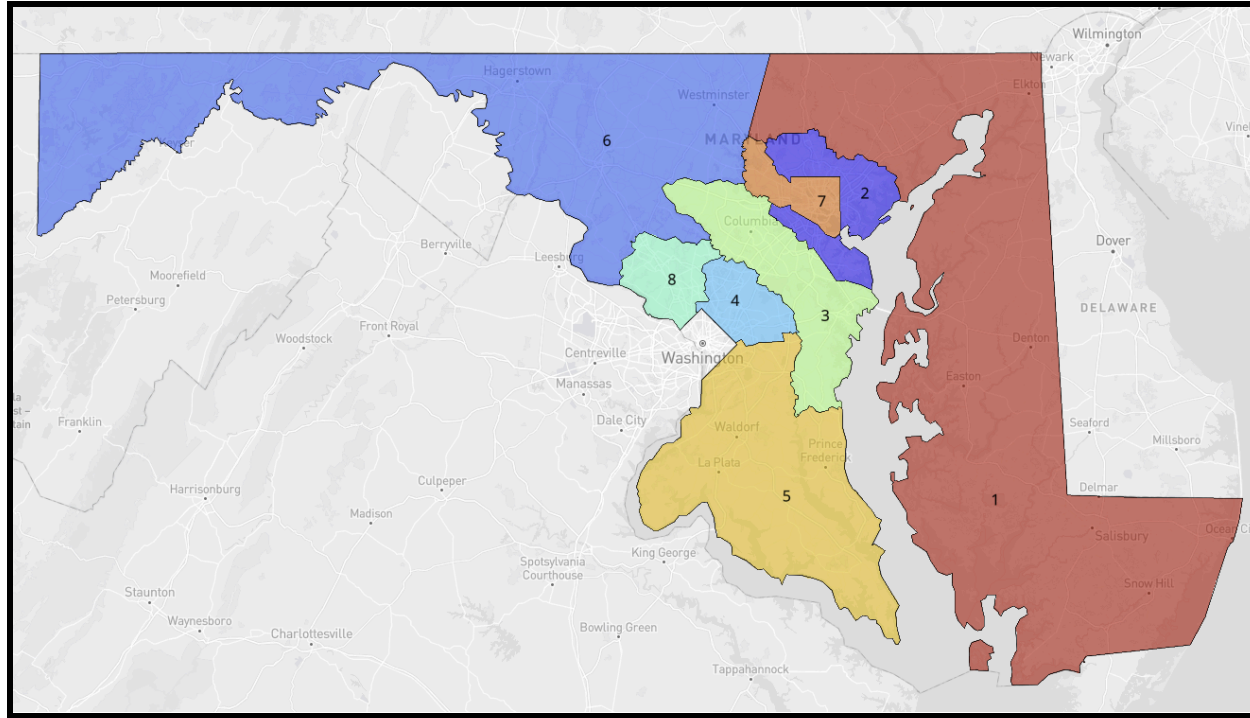 Wilmington
Newark
Hagerstown
Elkton
Westminster
MARYLAND
6
2
7
Columbia
Dover
Berryville
Leesburg
Moorefield
8
Petersburg
4
DELAWARE
3
Front Royal
Woodstock
Denton
Centreville
Washington
Easton
Manassas
Franklin
Dale City
Waldorf
Seaford
Prince
Frederick
Millsboro
La Plata
Culpeper
Harrisonburg
5
Delmar
1
Madison
Salisbury
King George
Spotsylvania
Courthouse
Snow Hill
Staunton
Waynesboro
Bowling Green
Charlottesville
Tappahannock